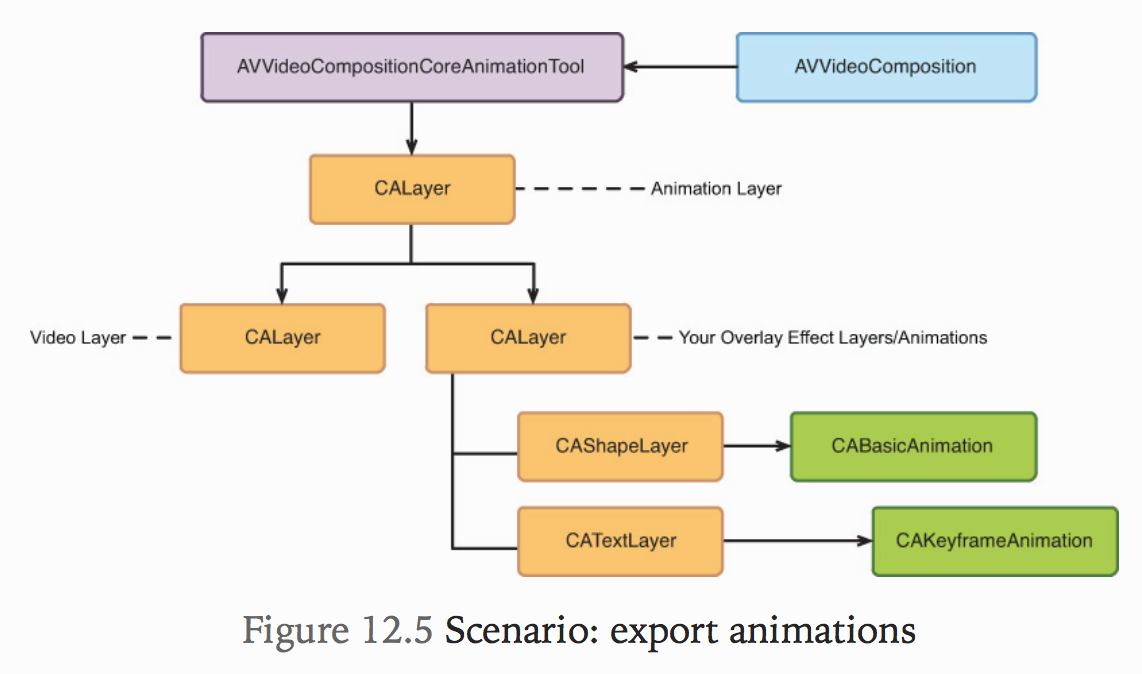 AVVideoCompositionCoreAnimationTool
AVVideoComposition
CALayer
Animation Layer
Video Layer
CALayer
CALayer
Your Overlay Effect Layers/Animations
CAShapeLayer
CABasicAnimation
CATextLayer
CAKeyframeAnimation
Figure 12.5 Scenario: export animations